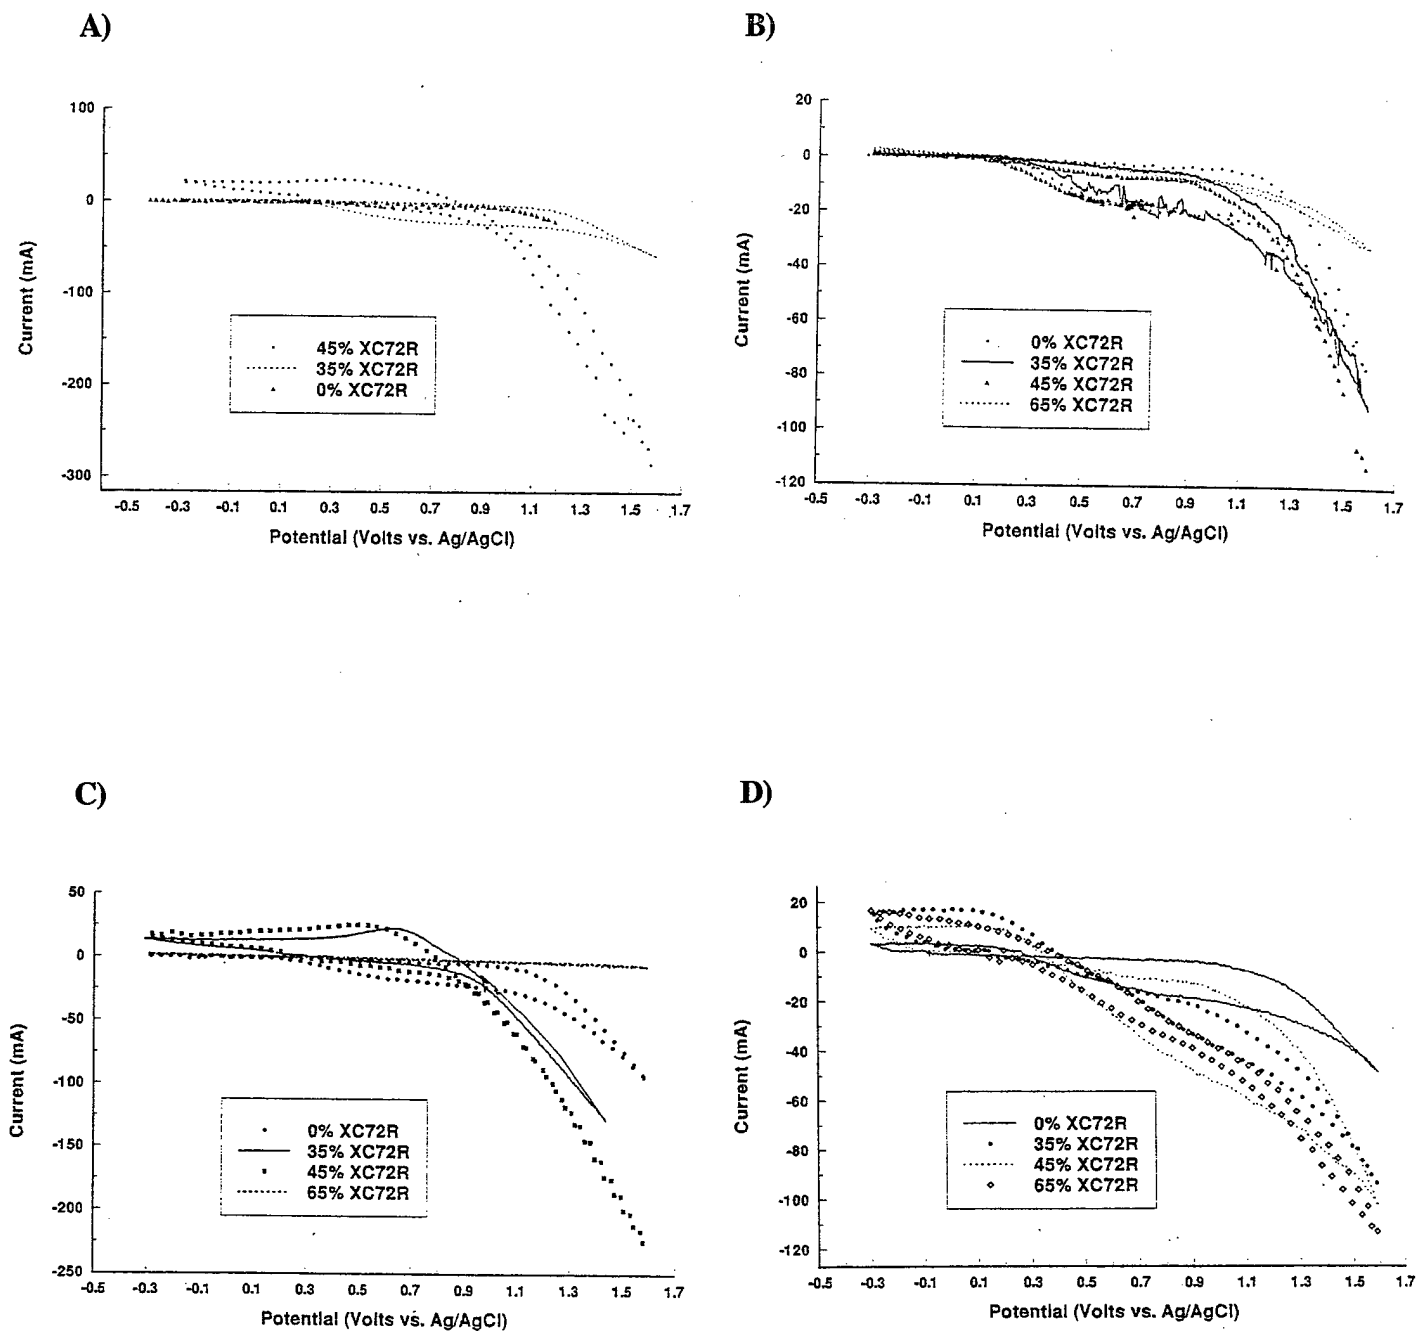 A)
100
0
-100
-200
-300
Current (mA)
45% XC72R
35% XC72R
0% XC72R
-0.5 -0.3 -0.1 0.1 0.3 0.5 0.7 0.9 1.1 1.3 1.5 1.7
Potential (Volts vs. Ag/AgCl)
B)
20
0
-20
-40
-60
-80
-100
-120
Current (mA)
0% XC72R
35% XC72R
45% XC72R
65% XC72R
-0.5 -0.3 -0.1 0.1 0.3 0.5 0.7 0.9 1.1 1.3 1.5 1.7
Potential (Volts vs. Ag/AgCl)
C)
50
0
-50
-100
-150
-200
-250
Current (mA)
0% XC72R
35% XC72R
45% XC72R
65% XC72R
-0.5 -0.3 -0.1 0.1 0.3 0.5 0.7 0.9 1.1 1.3 1.5 1.7
Potential (Volts vs. Ag/AgCl)
D)
20
0
-20
-40
-60
-80
-100
-120
Current (mA)
0% XC72R
35% XC72R
45% XC72R
65% XC72R
-0.5 -0.3 -0.1 0.1 0.3 0.5 0.7 0.9 1.1 1.3 1.5 1.7
Potential (Volts vs. Ag/AgCl)